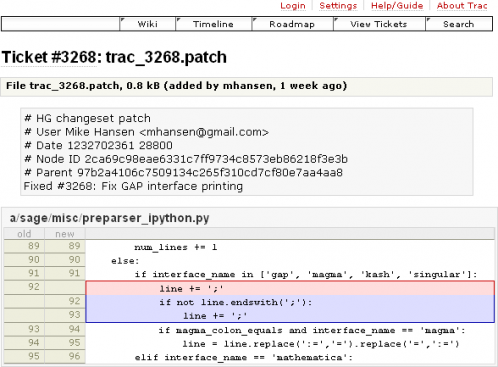 Login Settings Help/Guide About Trac
Wiki Timeline Roadmap View Tickets Search
Ticket #3268: trac_3268.patch
File trac_3268.patch, 0.8 kB (added by mhansen, 1 week ago)
# HG changeset patch
# User Mike Hansen <mhansen@gmail.com>
# Date 1232702361 28800
# Node ID 2ca69c98eae6331c7ff9734c8573eb86218f3e3b
# Parent 97b2a4106c7509134c265f310cd7cf80e7aa4aa8
Fixed #3268: Fix GAP interface printing
a/sage/misc/preparser_ipython.py
old new
89 89 num_lines += 1
90 90 else:
91 91 if interface_name in ['gap', 'magma', 'kash', 'singular']:
92 line += ';'
92 if not line.endswith(';'):
93 line += ';'
93 94 if magma_colon_equals and interface_name == 'magma':
94 95 line = line.replace(':=','=').replace('=',':=')
95 96 elif interface_name == 'mathematica':